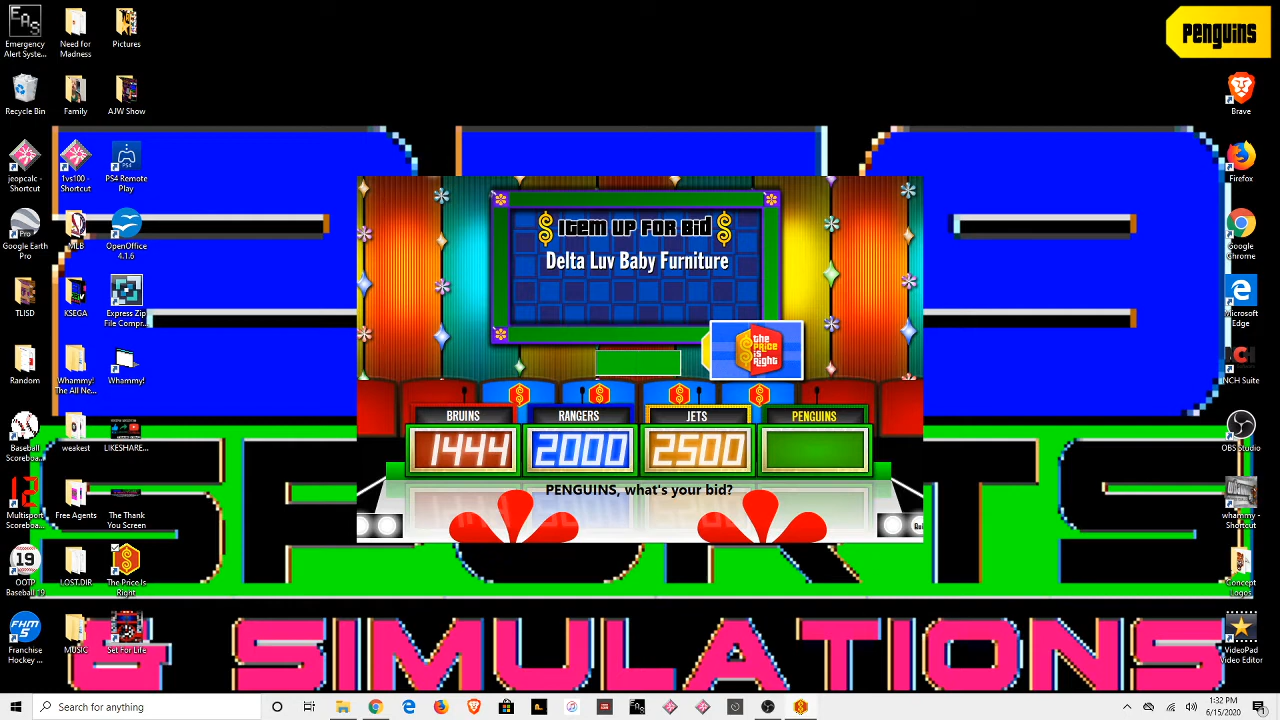 Penguins
Emergency
Alert Syste...
Need for
Madness
Pictures
Recycle Bin
Family
AJW Show
Brave
jeopcalc -
Shortcut
1vs100 -
Shortcut
PS4 Remote
Play
Firefox
Google Earth
Pro
MLB
OpenOffice
4.1.6
Google
Chrome
TLISD
KSEGA
Express Zip
File Compr...
Microsoft
Edge
Random
Whammy!
The All Ne...
Whammy!
NCH Suite
Baseball
Scoreboa...
weakest
LIKESHARE...
OBS Studio
Multisport
Scoreboa...
Free Agents
The Thank
You Screen
whammy -
Shortcut
19
OOTP
Baseball 19
LOST.DIR
The Price Is
Right
Concept
Logos
FHM
5
Franchise
Hockey ...
MUSIC
Set For Life
VideoPad
Video Editor
$ Item up for Bid $
Delta Luv Baby Furniture
the
PRiCE
is
Right
BRUINS RANGERS JETS PENGUINS
1444 2000 2500
PENGUINS, what's your bid?
SPORTS
& SIMULATIONS
Search for anything
1:32 PM
6/15/2020